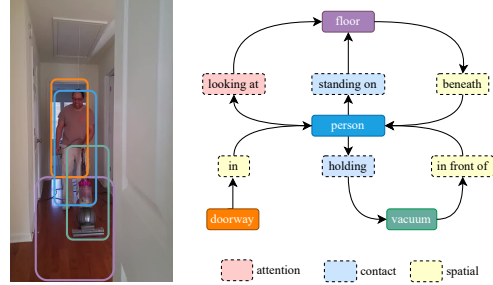 floor
looking at
standing on
beneath
person
in
holding
in front of
doorway
vacuum
attention
contact
spatial